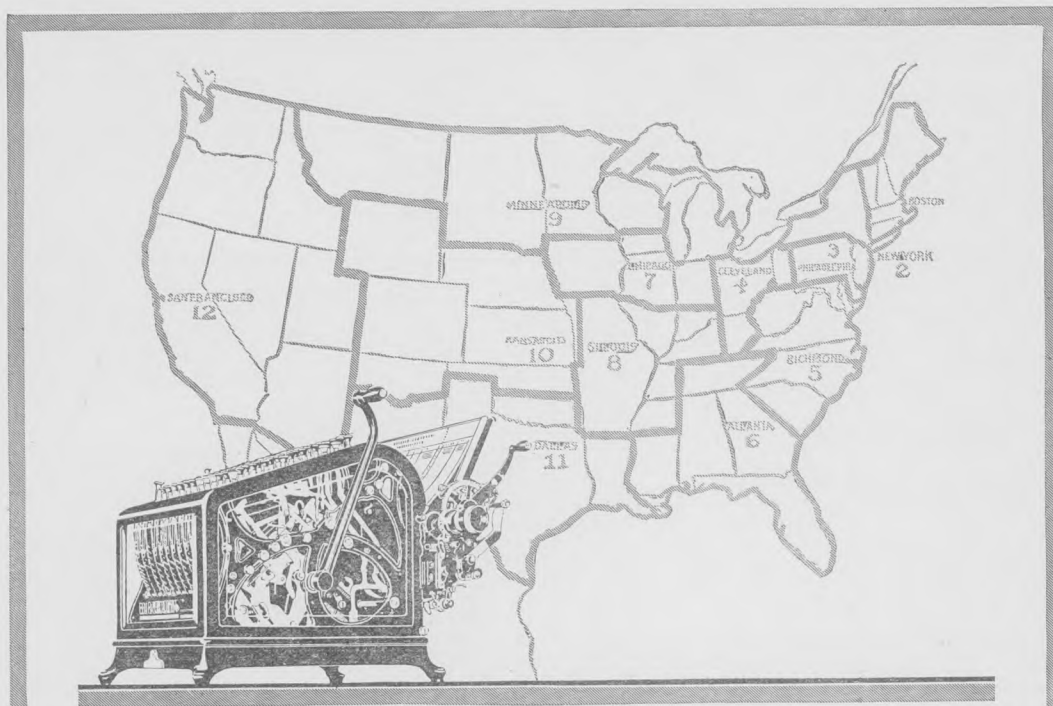 MINNEAPOLIS
9
BOSTON
3
PHILADELPHIA
NEW YORK
2
CHICAGO
7
CLEVELAND
4
SAN FRANCISCO
12
KANSAS CITY
10
ST LOUIS
8
RICHMOND
5
ATLANTA
6
DALLAS
11